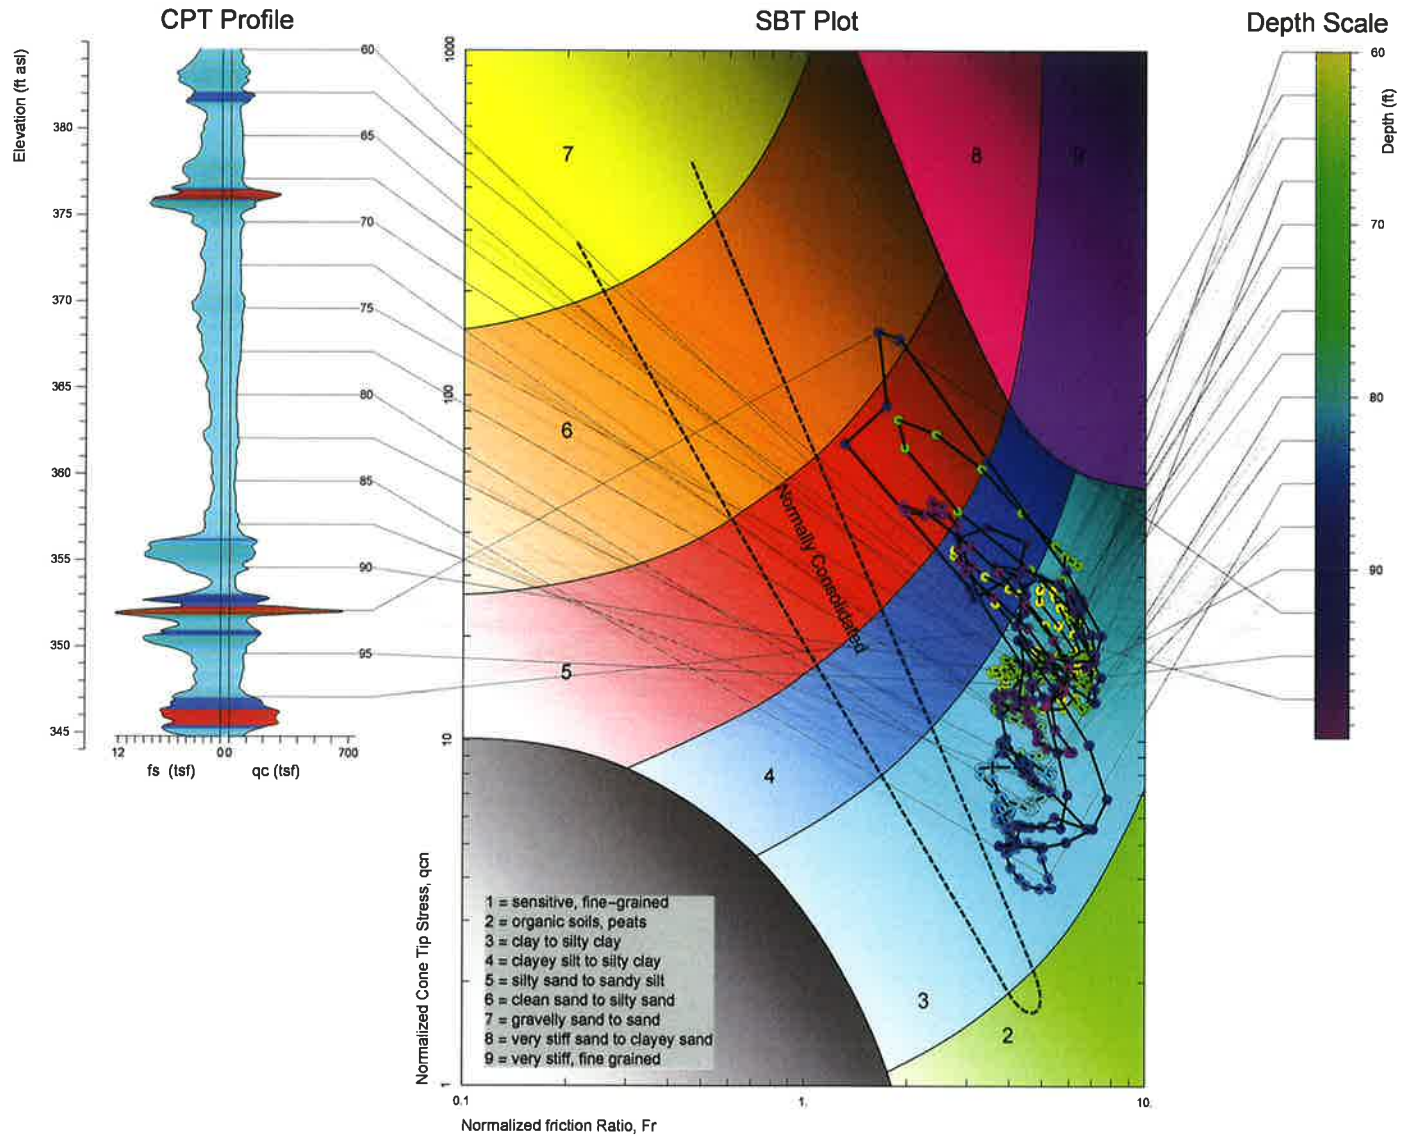 CPT Profile
SBT Plot
Depth Scale
Elevation (ft asl)
380
375
370
365
360
355
350
345
60
65
70
75
80
85
90
95
12
0 0
700
fs (tsf)
qc (tsf)
Normalized Cone Tip Stress, qcn
1000
100
10
1
7
8
9
6
5
4
3
2
Normally Consolidated
1 = sensitive, fine-grained
2 = organic soils, peats
3 = clay to silty clay
4 = clayey silt to silty clay
5 = silty sand to sandy silt
6 = clean sand to silty sand
7 = gravelly sand to sand
8 = very stiff sand to clayey sand
9 = very stiff, fine grained
0.1
1.
10.
Normalized friction Ratio, Fr
60
70
80
90
Depth (ft)